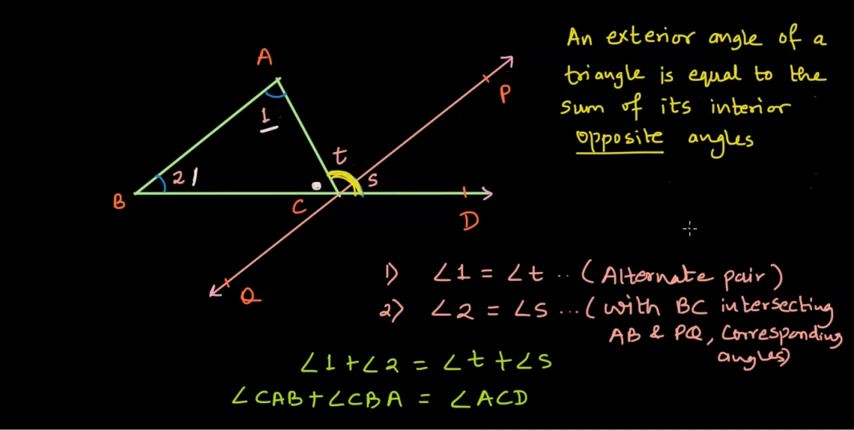 An exterior angle of a
triangle is equal to the
sum of its interior
opposite angles
A
P
1
t
2
s
B
C
D
Q
1) ∠1 = ∠t ·· (Alternate pair)
2) ∠2 = ∠s ... (with BC intersecting
AB & PQ, Corresponding
angles)
∠1+∠2 = ∠t+∠s
∠CAB+∠CBA = ∠ACD